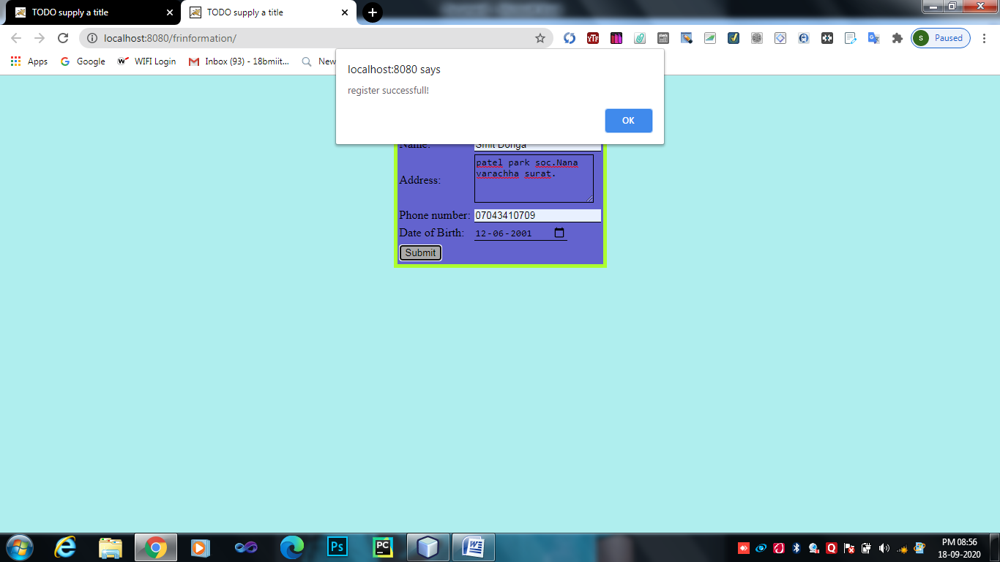 TODO supply a title
TODO supply a title
localhost:8080/frinformation/
Paused
Apps
Google
WIFI Login
Inbox (93) - 18bmiit...
New
localhost:8080 says
register successfull!
OK
Name:
Smit Donga
Address:
patel park soc.Nana
varachha surat.
Phone number:
07043410709
Date of Birth:
12-06-2001
Submit
PM 08:56
18-09-2020